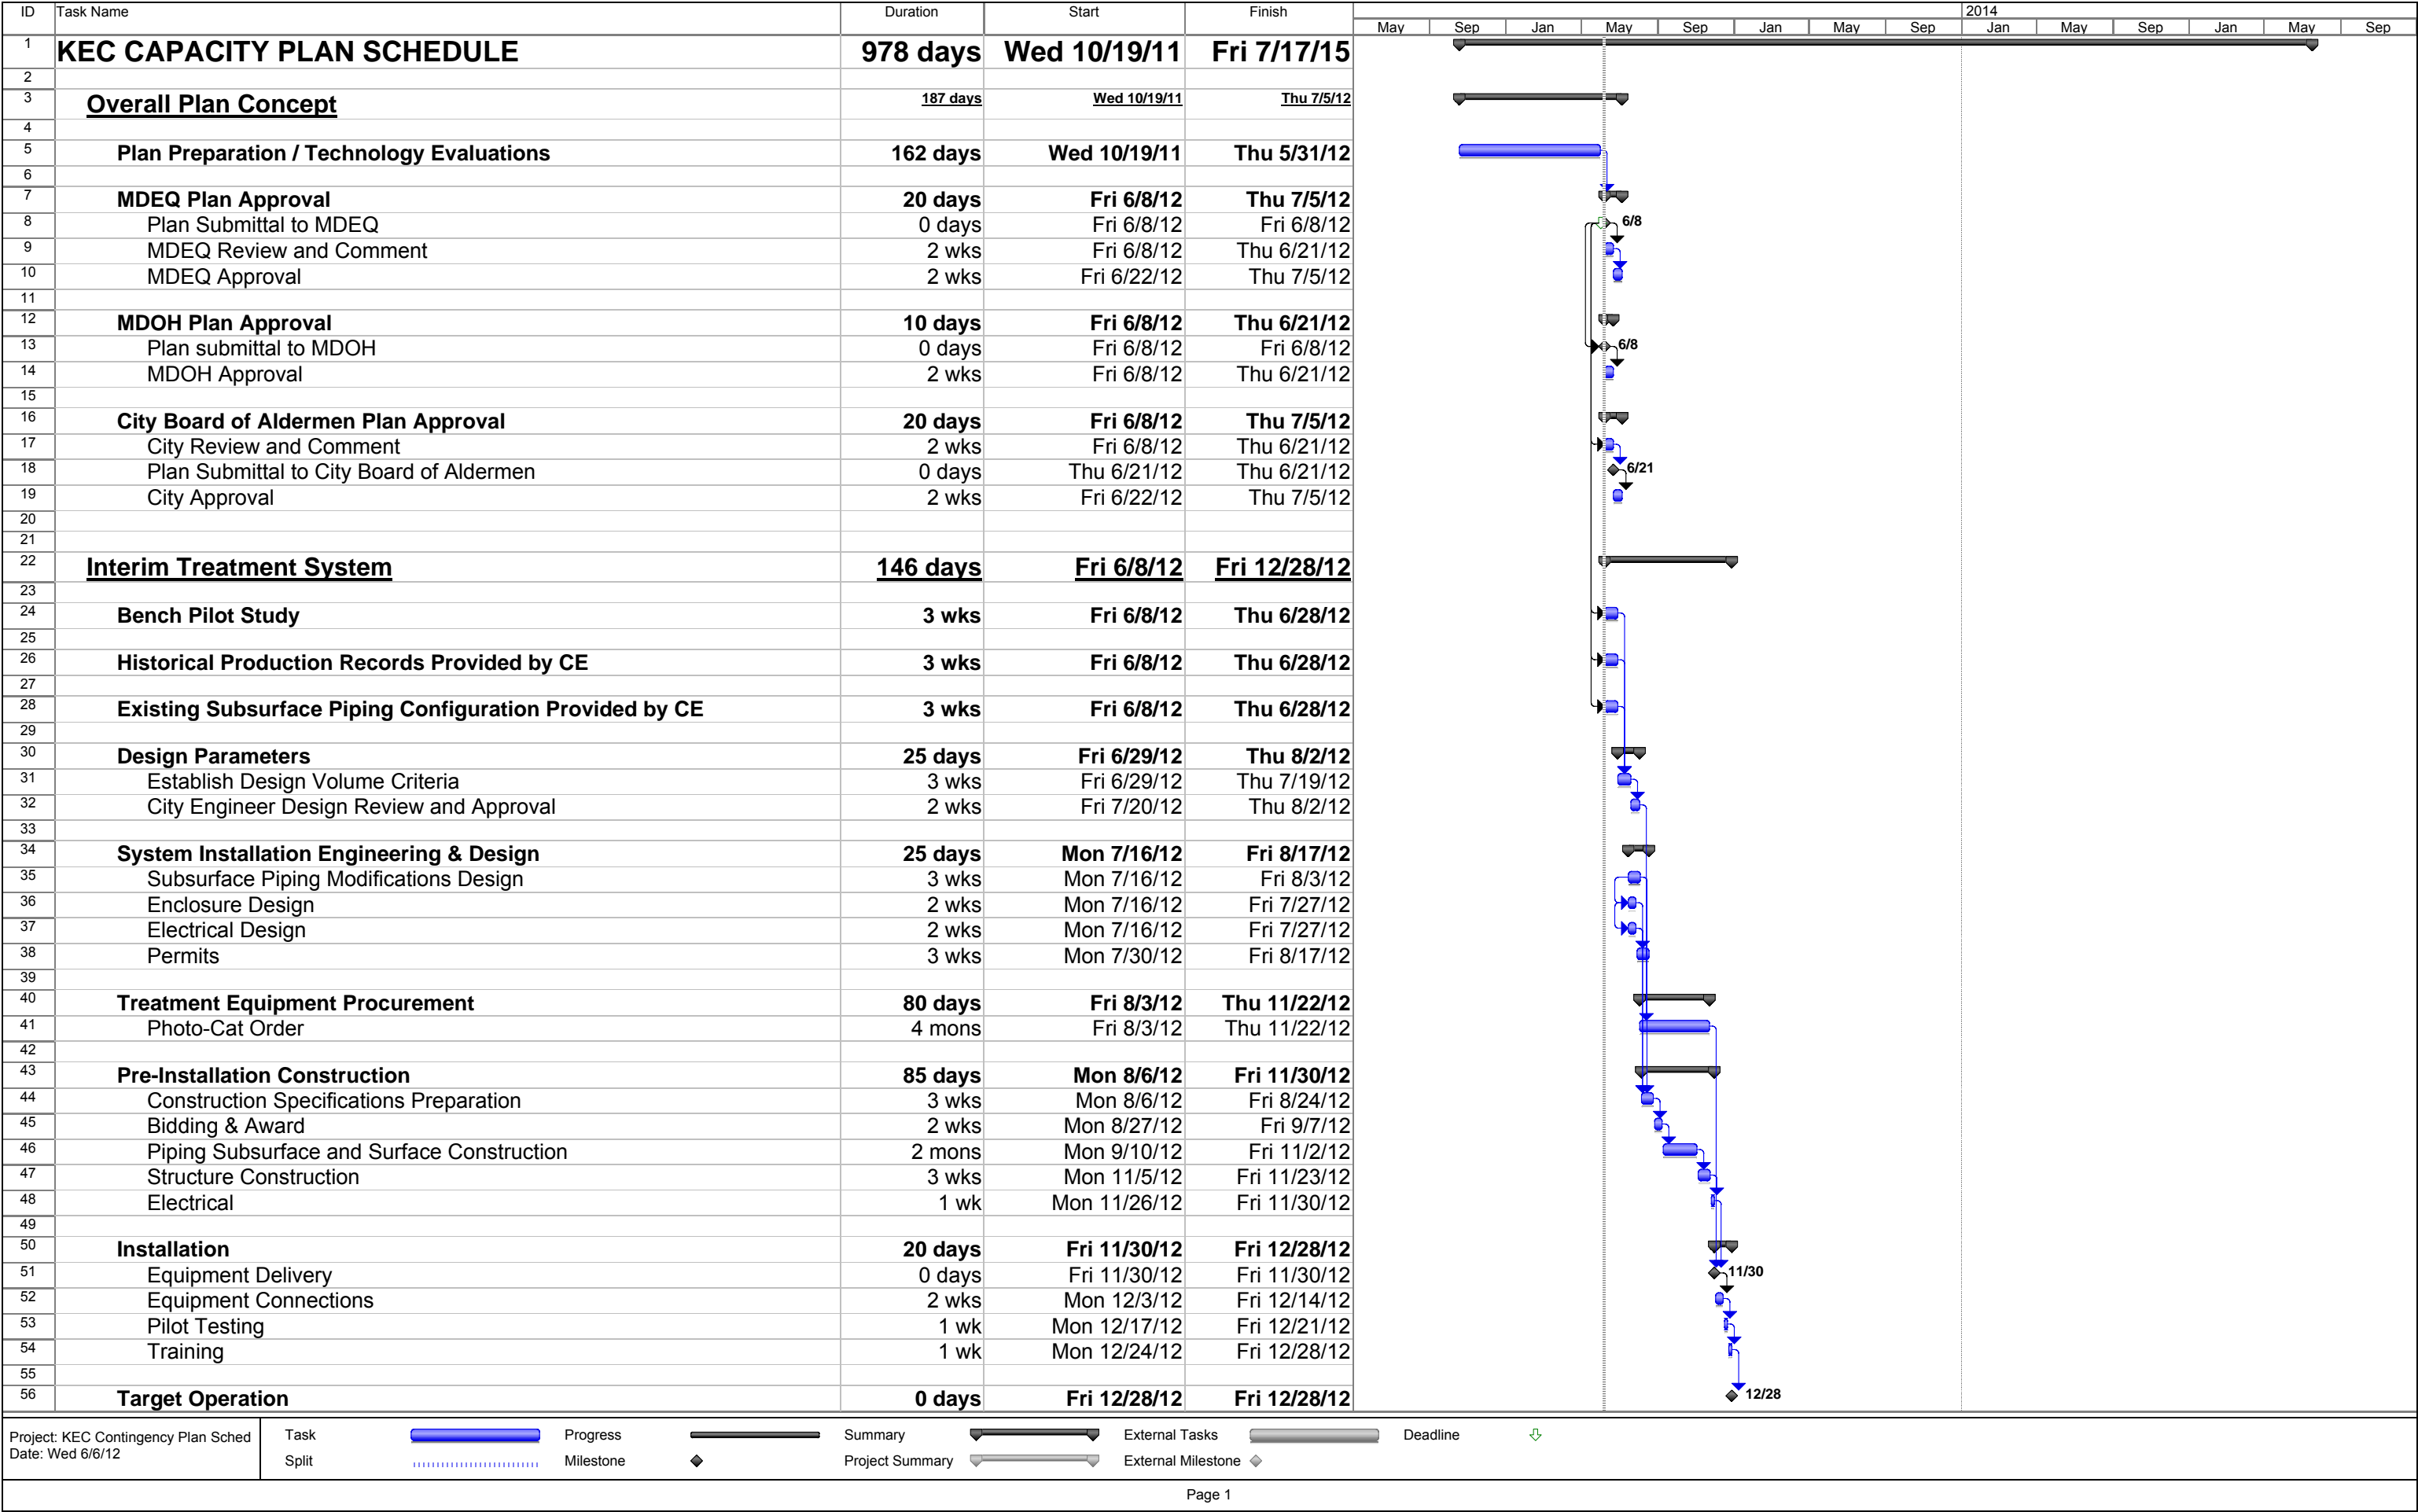 ID Task Name Duration Start Finish 2014
May Sep Jan May Sep Jan May Sep Jan May Sep Jan May Sep
1 KEC CAPACITY PLAN SCHEDULE 978 days Wed 10/19/11 Fri 7/17/15
2
3 Overall Plan Concept 187 days Wed 10/19/11 Thu 7/5/12
4
5 Plan Preparation / Technology Evaluations 162 days Wed 10/19/11 Thu 5/31/12
6
7 MDEQ Plan Approval 20 days Fri 6/8/12 Thu 7/5/12
8 Plan Submittal to MDEQ 0 days Fri 6/8/12 Fri 6/8/12 6/8
9 MDEQ Review and Comment 2 wks Fri 6/8/12 Thu 6/21/12
10 MDEQ Approval 2 wks Fri 6/22/12 Thu 7/5/12
11
12 MDOH Plan Approval 10 days Fri 6/8/12 Thu 6/21/12
13 Plan submittal to MDOH 0 days Fri 6/8/12 Fri 6/8/12 6/8
14 MDOH Approval 2 wks Fri 6/8/12 Thu 6/21/12
15
16 City Board of Aldermen Plan Approval 20 days Fri 6/8/12 Thu 7/5/12
17 City Review and Comment 2 wks Fri 6/8/12 Thu 6/21/12
18 Plan Submittal to City Board of Aldermen 0 days Thu 6/21/12 Thu 6/21/12 6/21
19 City Approval 2 wks Fri 6/22/12 Thu 7/5/12
20
21
22 Interim Treatment System 146 days Fri 6/8/12 Fri 12/28/12
23
24 Bench Pilot Study 3 wks Fri 6/8/12 Thu 6/28/12
25
26 Historical Production Records Provided by CE 3 wks Fri 6/8/12 Thu 6/28/12
27
28 Existing Subsurface Piping Configuration Provided by CE 3 wks Fri 6/8/12 Thu 6/28/12
29
30 Design Parameters 25 days Fri 6/29/12 Thu 8/2/12
31 Establish Design Volume Criteria 3 wks Fri 6/29/12 Thu 7/19/12
32 City Engineer Design Review and Approval 2 wks Fri 7/20/12 Thu 8/2/12
33
34 System Installation Engineering & Design 25 days Mon 7/16/12 Fri 8/17/12
35 Subsurface Piping Modifications Design 3 wks Mon 7/16/12 Fri 8/3/12
36 Enclosure Design 2 wks Mon 7/16/12 Fri 7/27/12
37 Electrical Design 2 wks Mon 7/16/12 Fri 7/27/12
38 Permits 3 wks Mon 7/30/12 Fri 8/17/12
39
40 Treatment Equipment Procurement 80 days Fri 8/3/12 Thu 11/22/12
41 Photo-Cat Order 4 mons Fri 8/3/12 Thu 11/22/12
42
43 Pre-Installation Construction 85 days Mon 8/6/12 Fri 11/30/12
44 Construction Specifications Preparation 3 wks Mon 8/6/12 Fri 8/24/12
45 Bidding & Award 2 wks Mon 8/27/12 Fri 9/7/12
46 Piping Subsurface and Surface Construction 2 mons Mon 9/10/12 Fri 11/2/12
47 Structure Construction 3 wks Mon 11/5/12 Fri 11/23/12
48 Electrical 1 wk Mon 11/26/12 Fri 11/30/12
49
50 Installation 20 days Fri 11/30/12 Fri 12/28/12
51 Equipment Delivery 0 days Fri 11/30/12 Fri 11/30/12 11/30
52 Equipment Connections 2 wks Mon 12/3/12 Fri 12/14/12
53 Pilot Testing 1 wk Mon 12/17/12 Fri 12/21/12
54 Training 1 wk Mon 12/24/12 Fri 12/28/12
55
56 Target Operation 0 days Fri 12/28/12 Fri 12/28/12 12/28
Project: KEC Contingency Plan Sched
Date: Wed 6/6/12
Task Progress Summary External Tasks Deadline
Split Milestone Project Summary External Milestone
Page 1